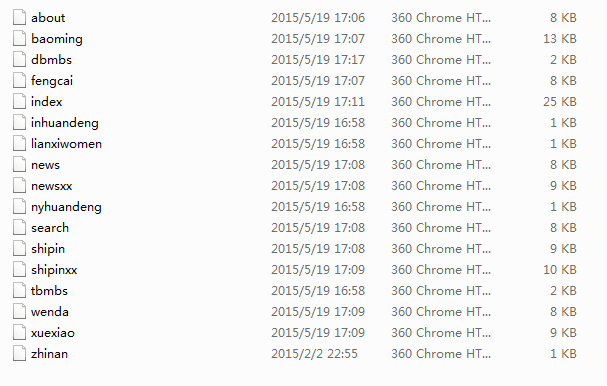 about 2015/5/19 17:06 360 Chrome HT... 8 KB
baoming 2015/5/19 17:07 360 Chrome HT... 13 KB
dbmbs 2015/5/19 17:17 360 Chrome HT... 2 KB
fengcai 2015/5/19 17:07 360 Chrome HT... 8 KB
index 2015/5/19 17:11 360 Chrome HT... 25 KB
inhuandeng 2015/5/19 16:58 360 Chrome HT... 1 KB
lianxiwomen 2015/5/19 16:58 360 Chrome HT... 1 KB
news 2015/5/19 17:08 360 Chrome HT... 8 KB
newsxx 2015/5/19 17:08 360 Chrome HT... 9 KB
nyhuandeng 2015/5/19 16:58 360 Chrome HT... 1 KB
search 2015/5/19 17:08 360 Chrome HT... 8 KB
shipin 2015/5/19 17:08 360 Chrome HT... 9 KB
shipinxx 2015/5/19 17:09 360 Chrome HT... 10 KB
tbmbs 2015/5/19 16:58 360 Chrome HT... 2 KB
wenda 2015/5/19 17:09 360 Chrome HT... 8 KB
xuexiao 2015/5/19 17:09 360 Chrome HT... 9 KB
zhinan 2015/2/2 22:55 360 Chrome HT... 1 KB